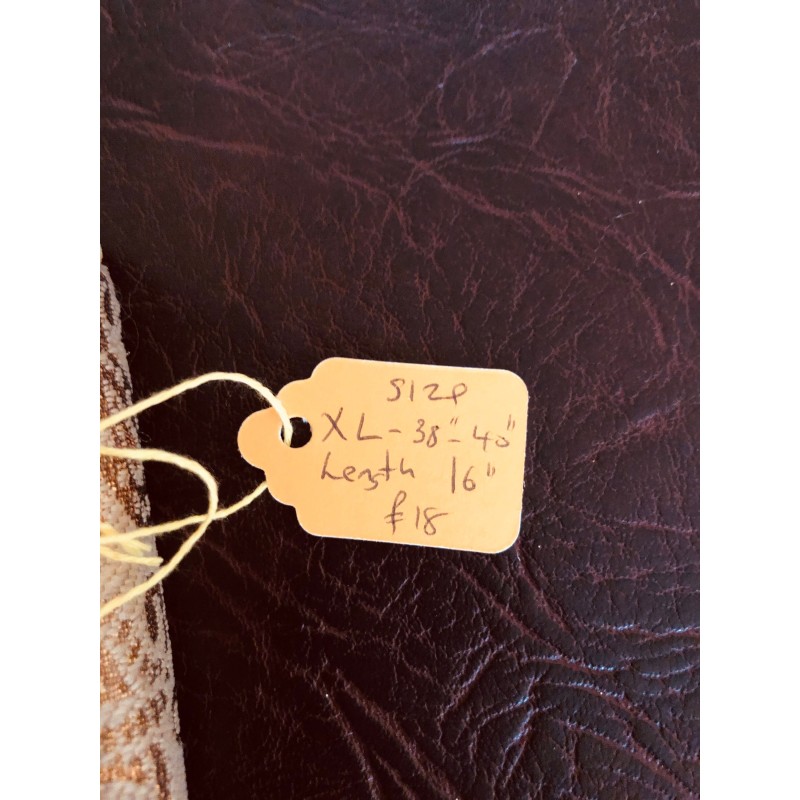 Size
XL - 38" - 40"
Length 16"
£18